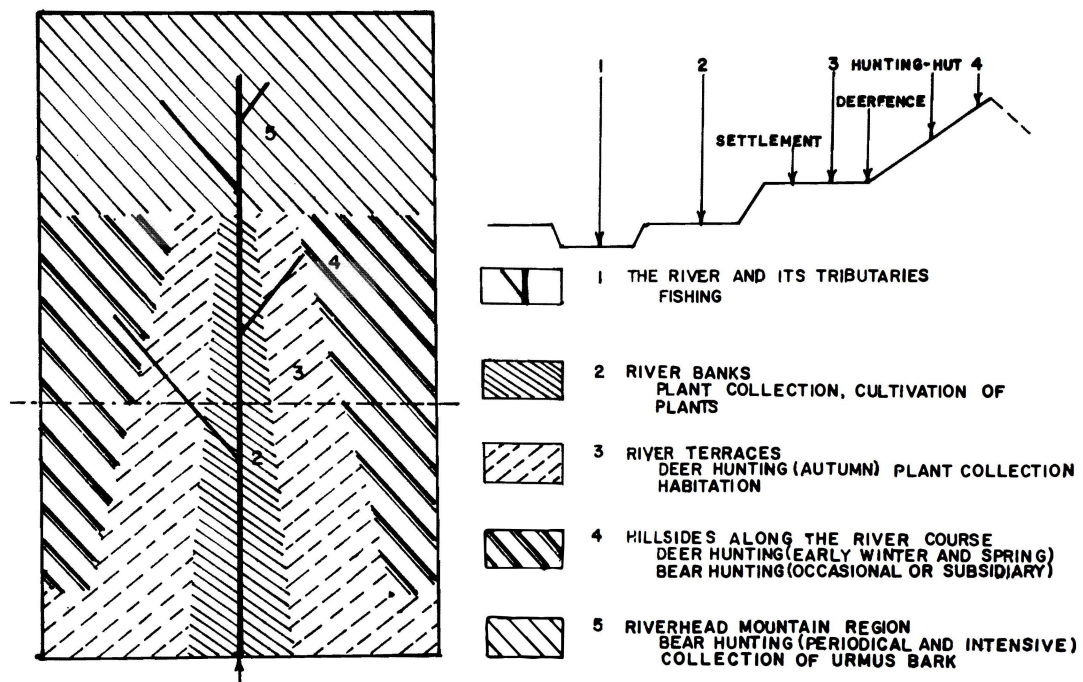 5
4
3
2
1 2 3 HUNTING-HUT 4
DEERFENCE
SETTLEMENT
1 THE RIVER AND ITS TRIBUTARIES
FISHING
2 RIVER BANKS
PLANT COLLECTION, CULTIVATION OF
PLANTS
3 RIVER TERRACES
DEER HUNTING (AUTUMN) PLANT COLLECTION
HABITATION
4 HILLSIDES ALONG THE RIVER COURSE
DEER HUNTING (EARLY WINTER AND SPRING)
BEAR HUNTING (OCCASIONAL OR SUBSIDIARY)
5 RIVERHEAD MOUNTAIN REGION
BEAR HUNTING (PERIODICAL AND INTENSIVE)
COLLECTION OF URMUS BARK